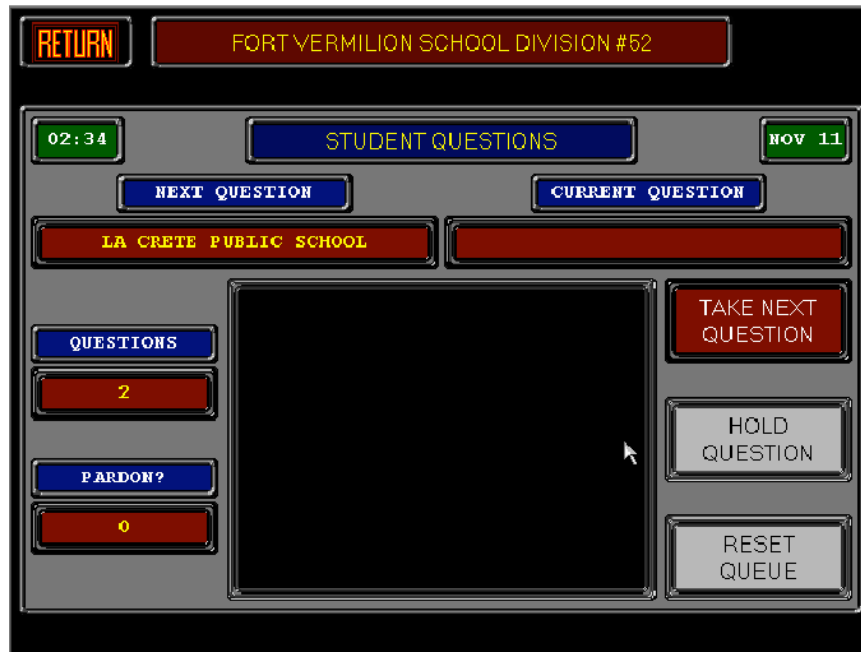 RETURN
FORT VERMILION SCHOOL DIVISION #52
02:34
STUDENT QUESTIONS
NOV 11
NEXT QUESTION
CURRENT QUESTION
LA CRETE PUBLIC SCHOOL
TAKE NEXT
QUESTION
QUESTIONS
2
HOLD
QUESTION
PARDON?
0
RESET
QUEUE